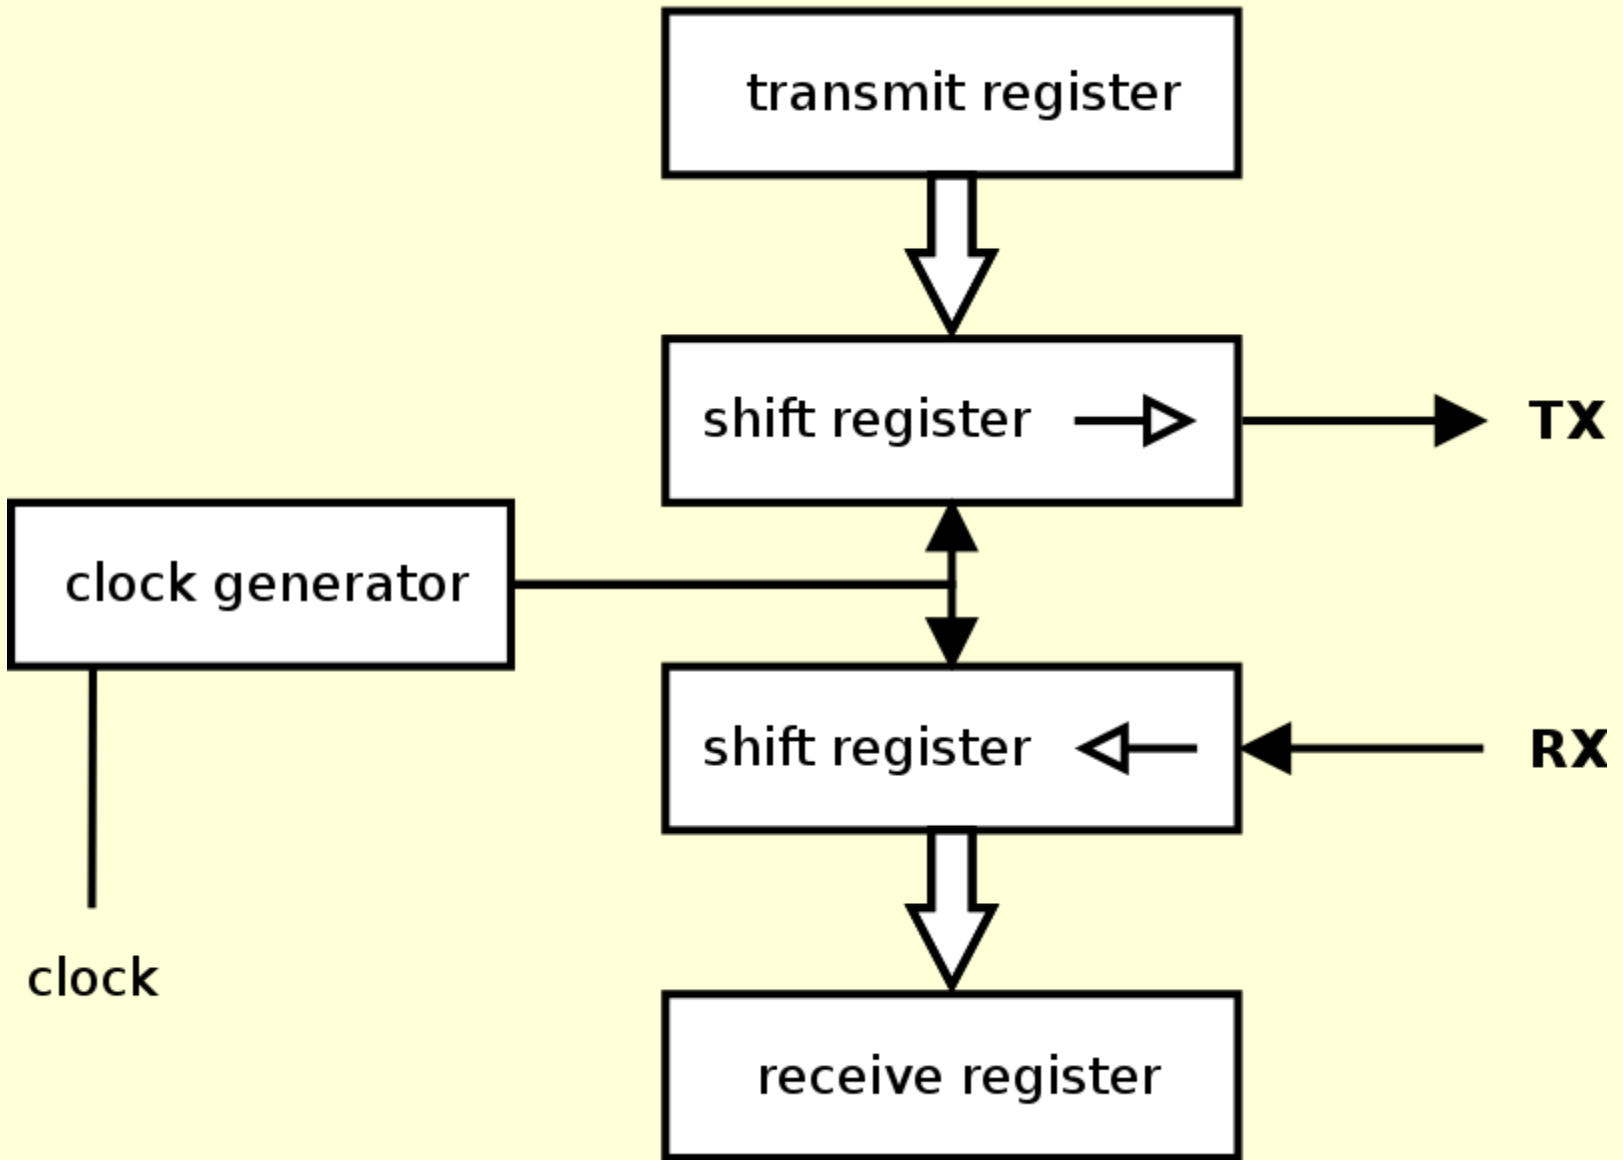 transmit register
shift register
TX
clock generator
shift register
RX
clock
receive register